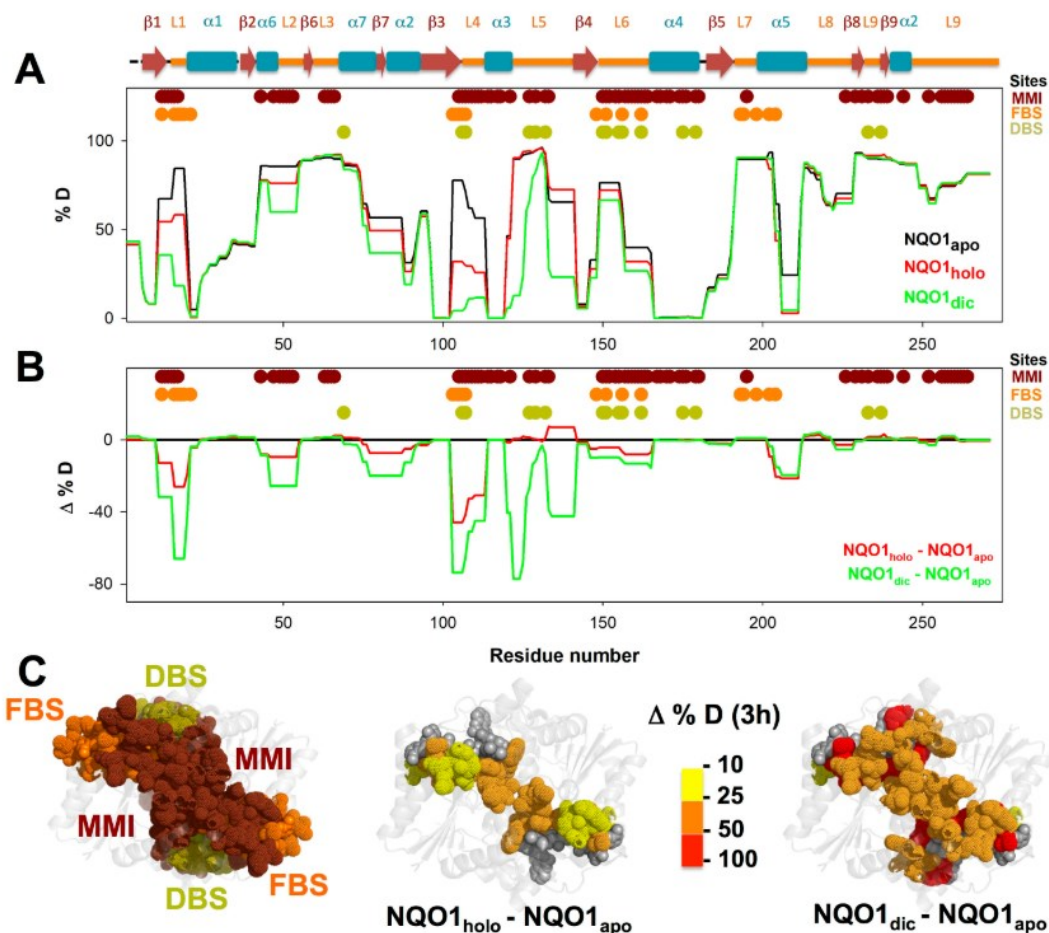 β1 L1 α1 β2 α6 L2 β6 L3 α7 β7 α2 β3 L4 α3 L5 β4 L6 α4 β5 L7 α5 L8 β8 L9 β9 α2 L9
A
Sites
MMI
FBS
DBS
100
50
0
% D
NQO1apo
NQO1holo
NQO1dic
50 100 150 200 250
B
Sites
MMI
FBS
DBS
0
-40
-80
Δ % D
NQO1holo - NQO1apo
NQO1dic - NQO1apo
50 100 150 200 250
Residue number
C
DBS
FBS
MMI
MMI
DBS
FBS
Δ % D (3h)
- 10
- 25
- 50
- 100
NQO1holo - NQO1apo
NQO1dic - NQO1apo